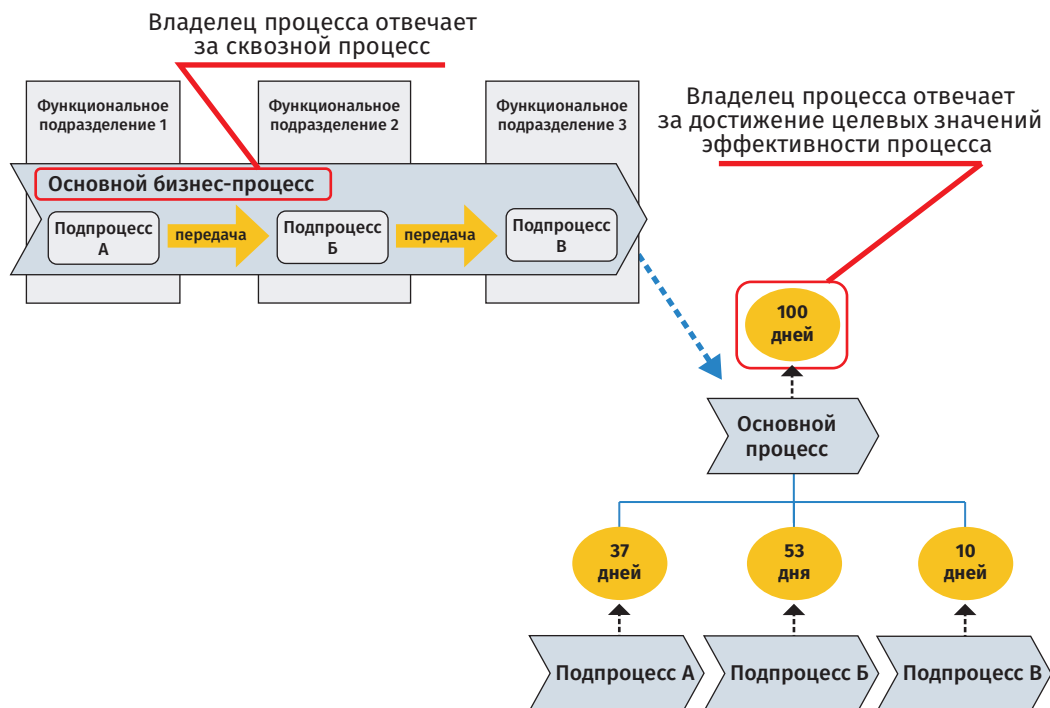 Владелец процесса отвечает
за сквозной процесс
Функциональное
подразделение 1
Функциональное
подразделение 2
Функциональное
подразделение 3
Владелец процесса отвечает
за достижение целевых значений
эффективности процесса
Основной бизнес-процесс
Подпроцесс
А
передача
Подпроцесс
Б
передача
Подпроцесс
В
100
дней
Основной
процесс
37
дней
53
дня
10
дней
Подпроцесс А
Подпроцесс Б
Подпроцесс В